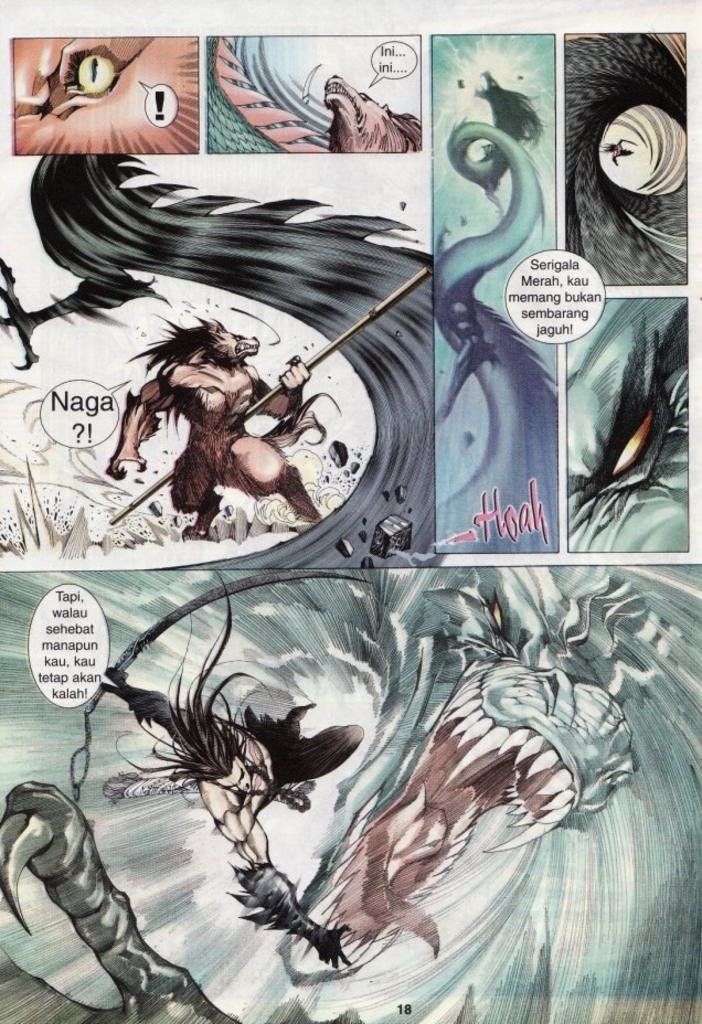 !
Ini...
ini....
Naga
?!
Serigala
Merah, kau
memang bukan
sembarang
jaguh!
Hoah
Tapi,
walau
sehebat
manapun
kau, kau
tetap akan
kalah!
18